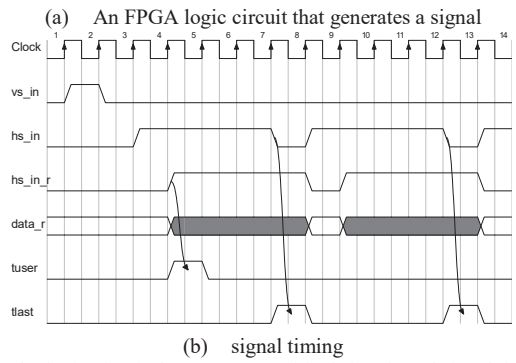 (a) An FPGA logic circuit that generates a signal
1 2 3 4 5 6 7 8 9 10 11 12 13 14
Clock
vs_in
hs_in
hs_in_r
data_r
tuser
tlast
(b) signal timing